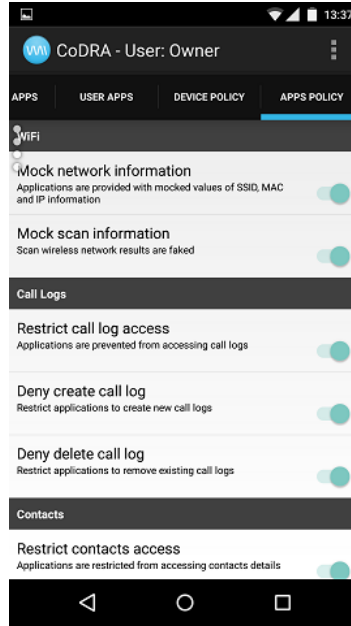 13:37
CoDRA - User: Owner
APPS USER APPS DEVICE POLICY APPS POLICY
WiFi
Mock network information
Applications are provided with mocked values of SSID, MAC
and IP information
Mock scan information
Scan wireless network results are faked
Call Logs
Restrict call log access
Applications are prevented from accessing call logs
Deny create call log
Restrict applications to create new call logs
Deny delete call log
Restrict applications to remove existing call logs
Contacts
Restrict contacts access
Applications are restricted from accessing contacts details